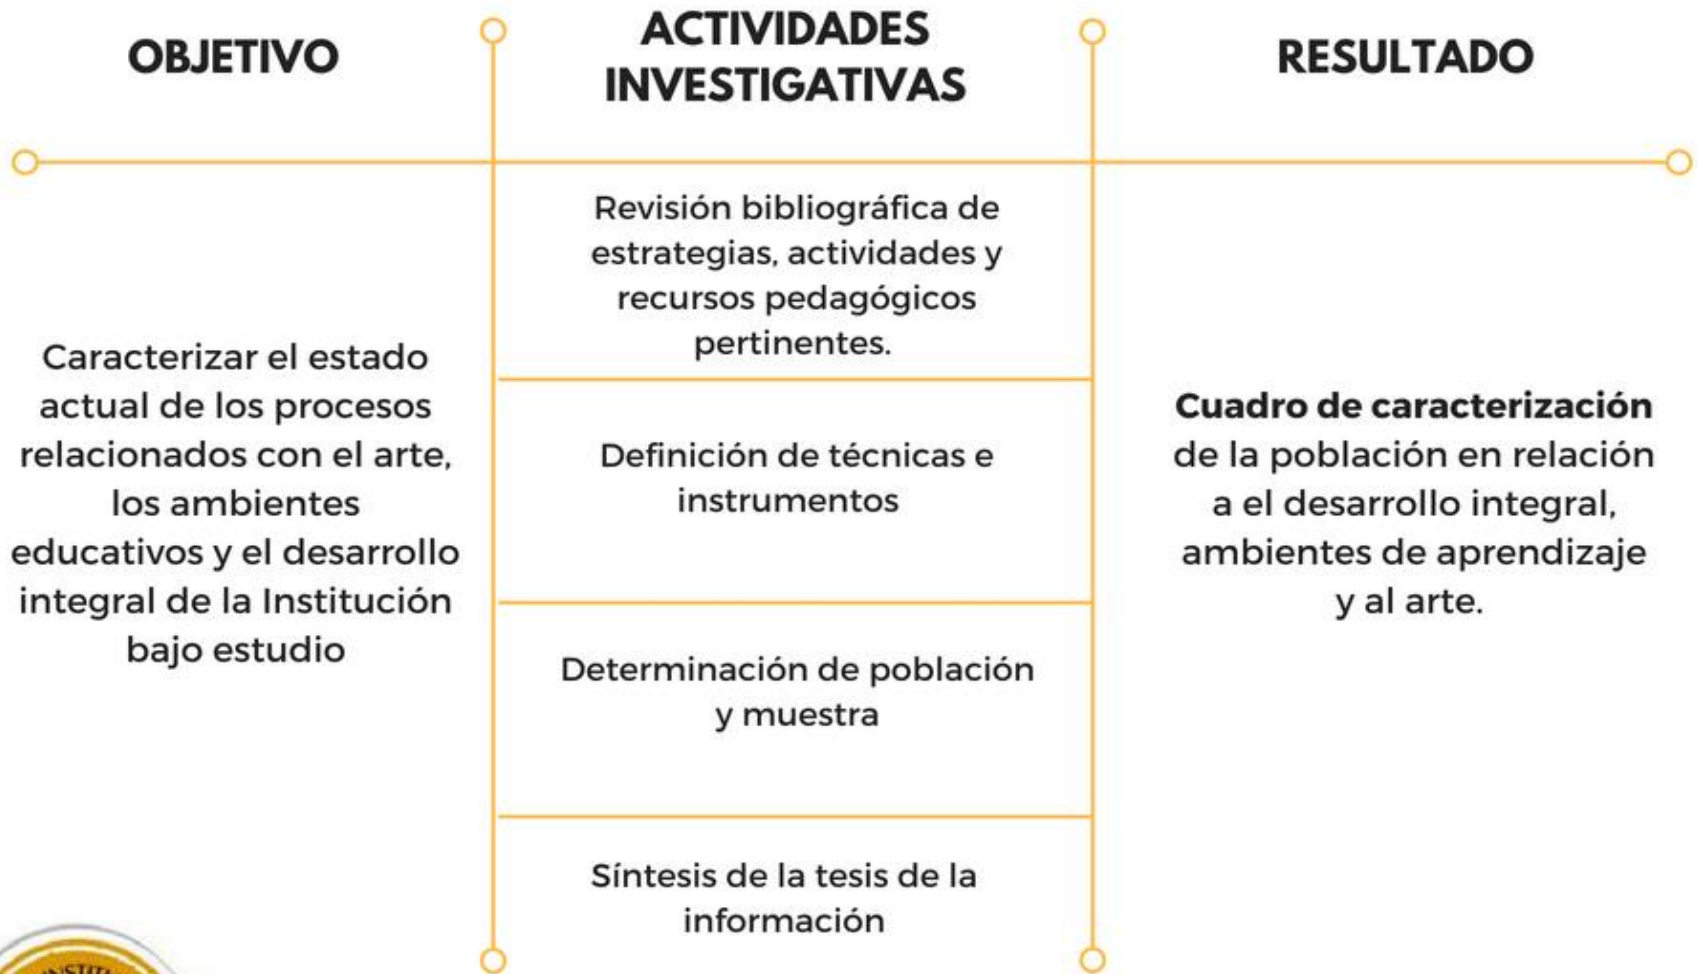 OBJETIVO
ACTIVIDADES
INVESTIGATIVAS
RESULTADO
Caracterizar el estado
actual de los procesos
relacionados con el arte,
los ambientes
educativos y el desarrollo
integral de la Institución
bajo estudio
Revisión bibliográfica de
estrategias, actividades y
recursos pedagógicos
pertinentes.
Definición de técnicas e
instrumentos
Determinación de población
y muestra
Síntesis de la tesis de la
información
Cuadro de caracterización
de la población en relación
a el desarrollo integral,
ambientes de aprendizaje
y al arte.